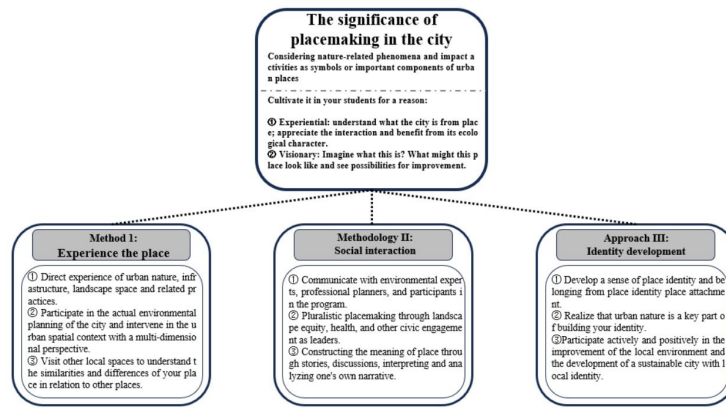 The significance of
placemaking in the city
Considering nature-related phenomena and impact a
ctivities as symbols or important components of urba
n places
Cultivate it in your students for a reason:
① Experiential: understand what the city is from plac
e; appreciate the interaction and benefit from its ecolo
gical character.
② Visionary: Imagine what this is? What might this p
lace look like and see possibilities for improvement.
Method 1:
Experience the place
① Direct experience of urban nature, infr
astructure, landscape space and related pr
actices.
② Participate in the actual environmental
planning of the city and intervene in the u
rban spatial context with a multi-dimensio
nal perspective.
③ Visit other local spaces to understand t
he similarities and differences of your pla
ce in relation to other places.
Methodology II:
Social interaction
① Communicate with environmental exper
ts, professional planners, and participants i
n the program.
② Pluralistic placemaking through landsca
pe equity, health, and other civic engageme
nt as leaders.
③ Constructing the meaning of place throu
gh stories, discussions, interpreting and ana
lyzing one's own narrative.
Approach III:
Identity development
① Develop a sense of place identity and be
longing from place identity place attachme
nt.
② Realize that urban nature is a key part o
f building your identity.
③Participate actively and positively in the
improvement of the local environment and
the development of a sustainable city with l
ocal identity.